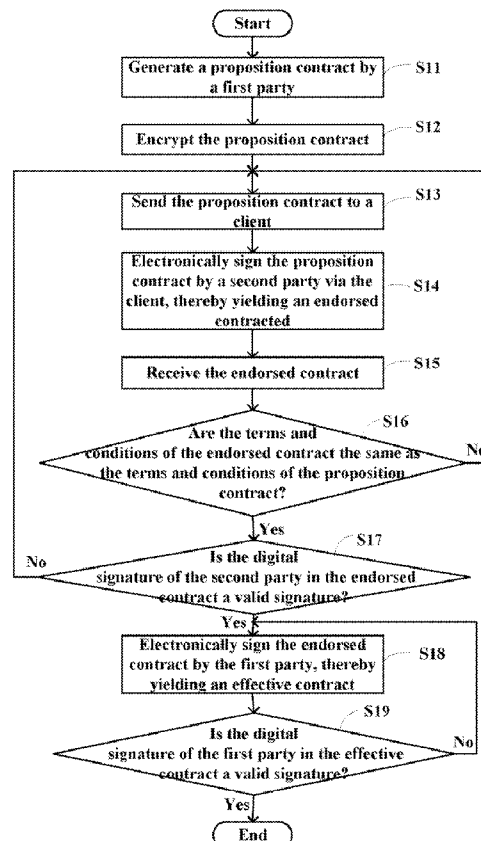 Start
Generate a proposition contract by
a first party
S11
Encrypt the proposition contract
S12
Send the proposition contract to a
client
S13
Electronically sign the proposition
contract by a second party via the
client, thereby yielding an endorsed
contracted
S14
Receive the endorsed contract
S15
Are the terms and
conditions of the endorsed contract the same as
the terms and conditions of the proposition
contract?
S16
No
Yes
Is the digital
signature of the second party in the endorsed
contract a valid signature?
S17
No
Yes
Electronically sign the endorsed
contract by the first party, thereby
yielding an effective contract
S18
Is the digital
signature of the first party in the effective
contract a valid signature?
S19
No
Yes
End